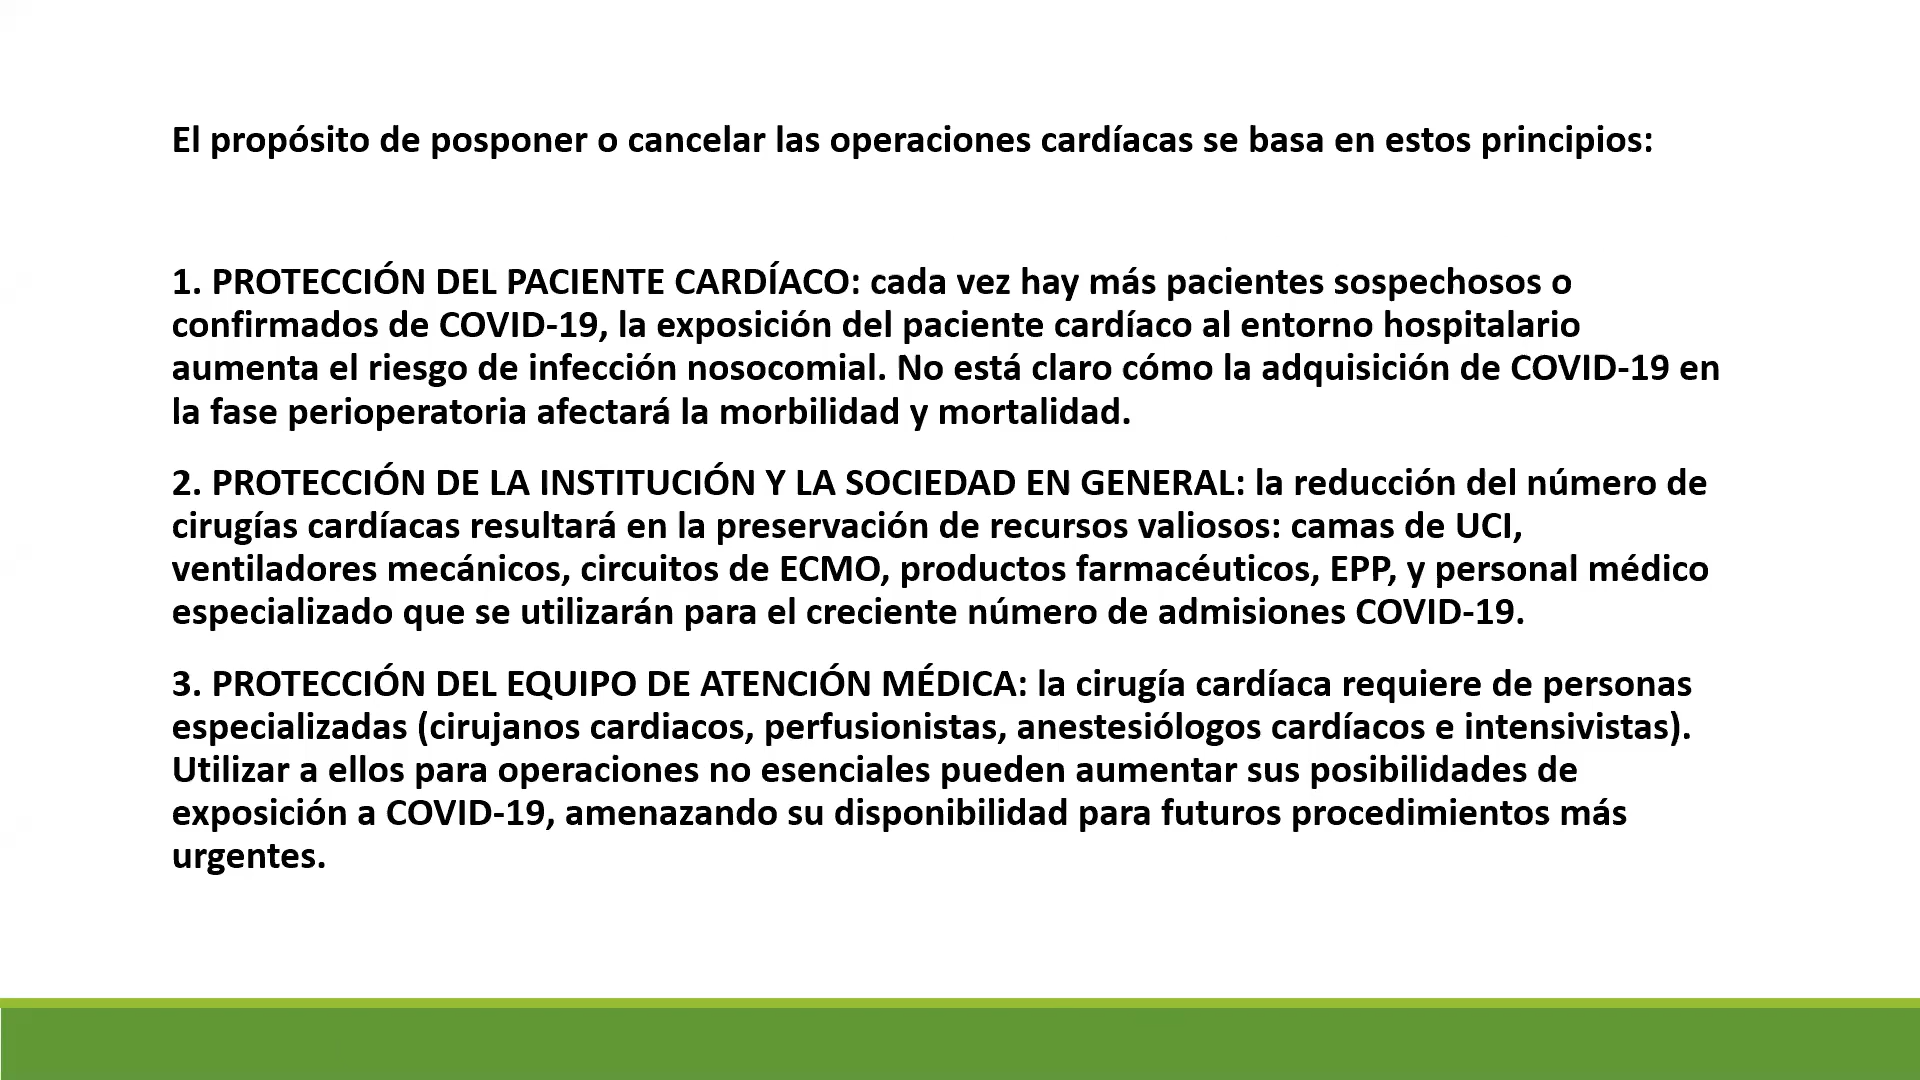 El propósito de posponer o cancelar las operaciones cardíacas se basa en estos principios:
1. PROTECCIÓN DEL PACIENTE CARDÍACO: cada vez hay más pacientes sospechosos o
confirmados de COVID-19, la exposición del paciente cardíaco al entorno hospitalario
aumenta el riesgo de infección nosocomial. No está claro cómo la adquisición de COVID-19 en
la fase perioperatoria afectará la morbilidad y mortalidad.
2. PROTECCIÓN DE LA INSTITUCIÓN Y LA SOCIEDAD EN GENERAL: la reducción del número de
cirugías cardíacas resultará en la preservación de recursos valiosos: camas de UCI,
ventiladores mecánicos, circuitos de ECMO, productos farmacéuticos, EPP, y personal médico
especializado que se utilizarán para el creciente número de admisiones COVID-19.
3. PROTECCIÓN DEL EQUIPO DE ATENCIÓN MÉDICA: la cirugía cardíaca requiere de personas
especializadas (cirujanos cardiacos, perfusionistas, anestesiólogos cardíacos e intensivistas).
Utilizar a ellos para operaciones no esenciales pueden aumentar sus posibilidades de
exposición a COVID-19, amenazando su disponibilidad para futuros procedimientos más
urgentes.